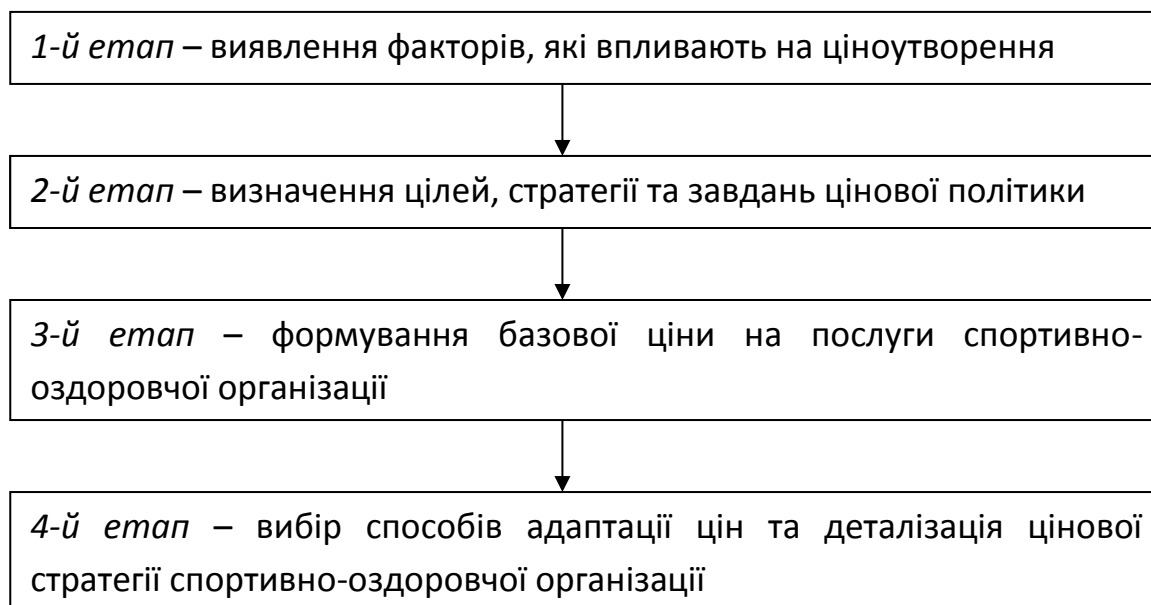 1-й етап – виявлення факторів, які впливають на ціноутворення
2-й етап – визначення цілей, стратегії та завдань цінової політики
3-й етап – формування базової ціни на послуги спортивно-
оздоровчої організації
4-й етап – вибір способів адаптації цін та деталізація цінової
стратегії спортивно-оздоровчої організації